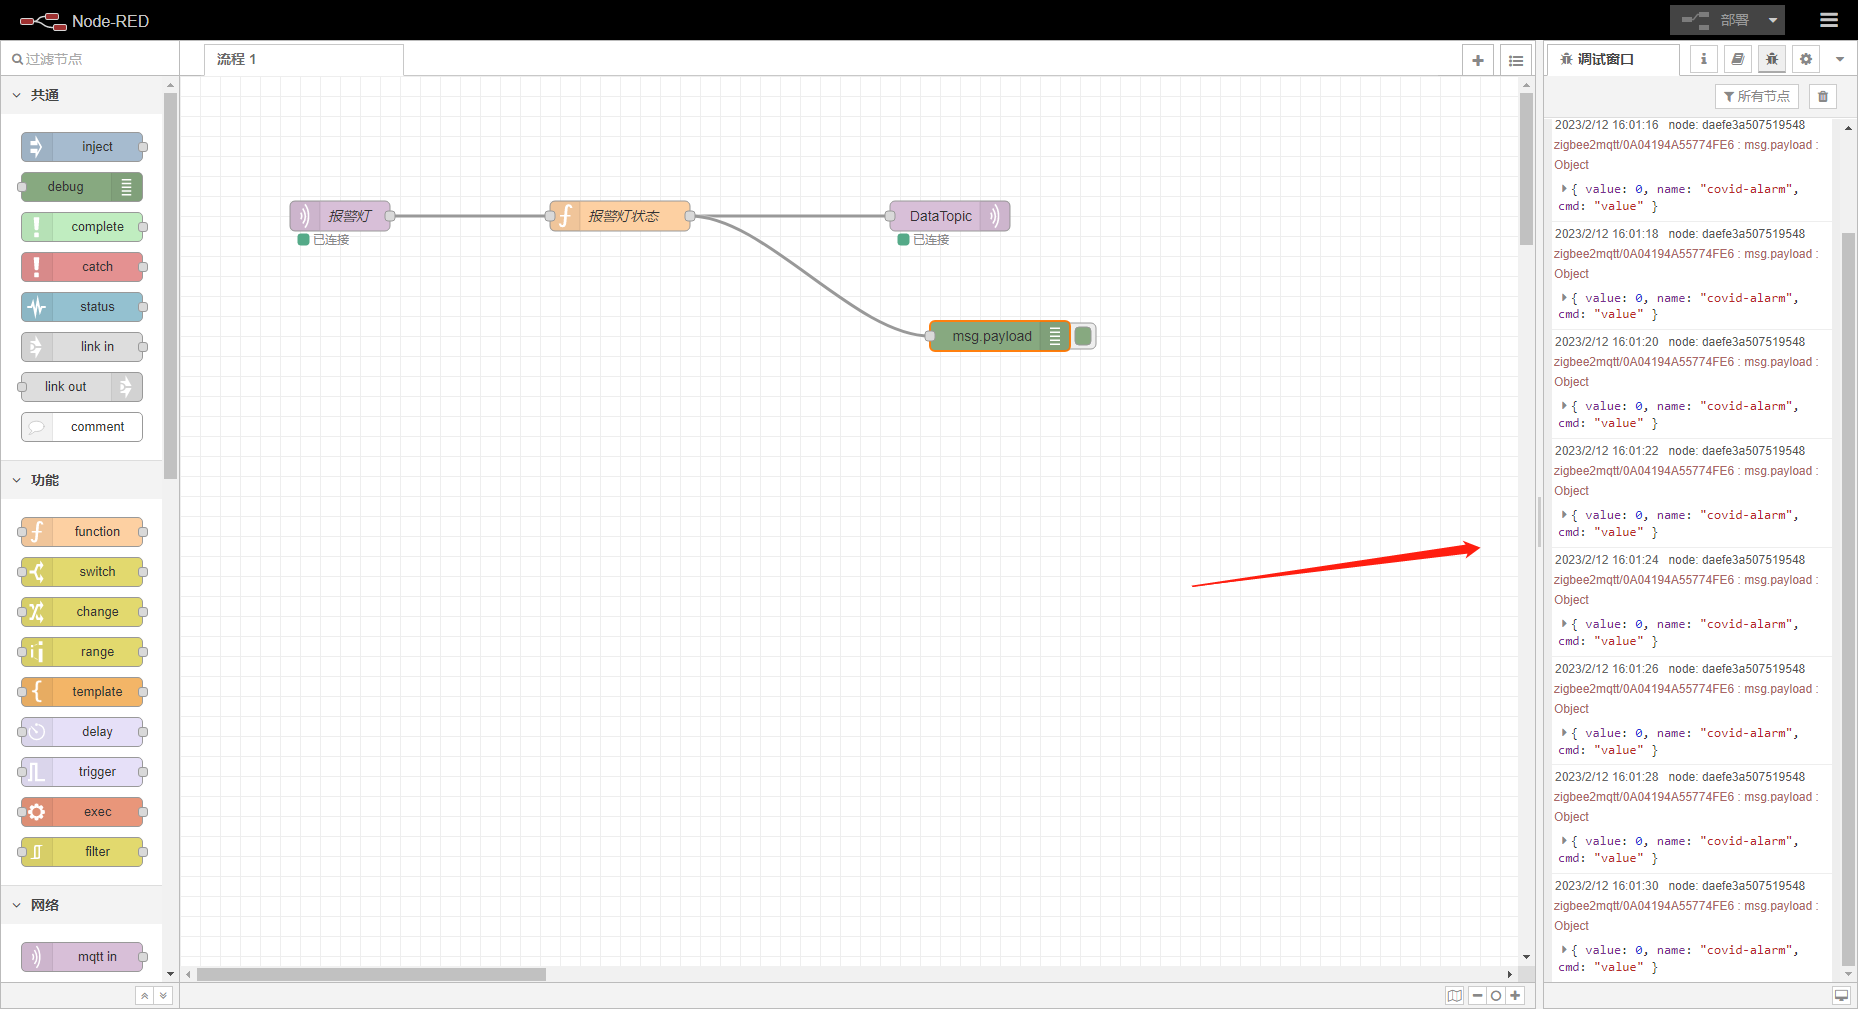 Node-RED
部署
过滤节点
流程 1
调试窗口
所有节点
共通
inject
debug
complete
catch
status
link in
link out
comment
功能
function
switch
change
range
template
delay
trigger
exec
filter
网络
mqtt in
报警灯
已连接
报警灯状态
DataTopic
已连接
msg.payload
2023/2/12 16:01:16 node: daefe3a507519548
zigbee2mqtt/0A04194A55774FE6 : msg.payload :
Object
{ value: 0, name: "covid-alarm",
cmd: "value" }
2023/2/12 16:01:18 node: daefe3a507519548
zigbee2mqtt/0A04194A55774FE6 : msg.payload :
Object
{ value: 0, name: "covid-alarm",
cmd: "value" }
2023/2/12 16:01:20 node: daefe3a507519548
zigbee2mqtt/0A04194A55774FE6 : msg.payload :
Object
{ value: 0, name: "covid-alarm",
cmd: "value" }
2023/2/12 16:01:22 node: daefe3a507519548
zigbee2mqtt/0A04194A55774FE6 : msg.payload :
Object
{ value: 0, name: "covid-alarm",
cmd: "value" }
2023/2/12 16:01:24 node: daefe3a507519548
zigbee2mqtt/0A04194A55774FE6 : msg.payload :
Object
{ value: 0, name: "covid-alarm",
cmd: "value" }
2023/2/12 16:01:26 node: daefe3a507519548
zigbee2mqtt/0A04194A55774FE6 : msg.payload :
Object
{ value: 0, name: "covid-alarm",
cmd: "value" }
2023/2/12 16:01:28 node: daefe3a507519548
zigbee2mqtt/0A04194A55774FE6 : msg.payload :
Object
{ value: 0, name: "covid-alarm",
cmd: "value" }
2023/2/12 16:01:30 node: daefe3a507519548
zigbee2mqtt/0A04194A55774FE6 : msg.payload :
Object
{ value: 0, name: "covid-alarm",
cmd: "value" }